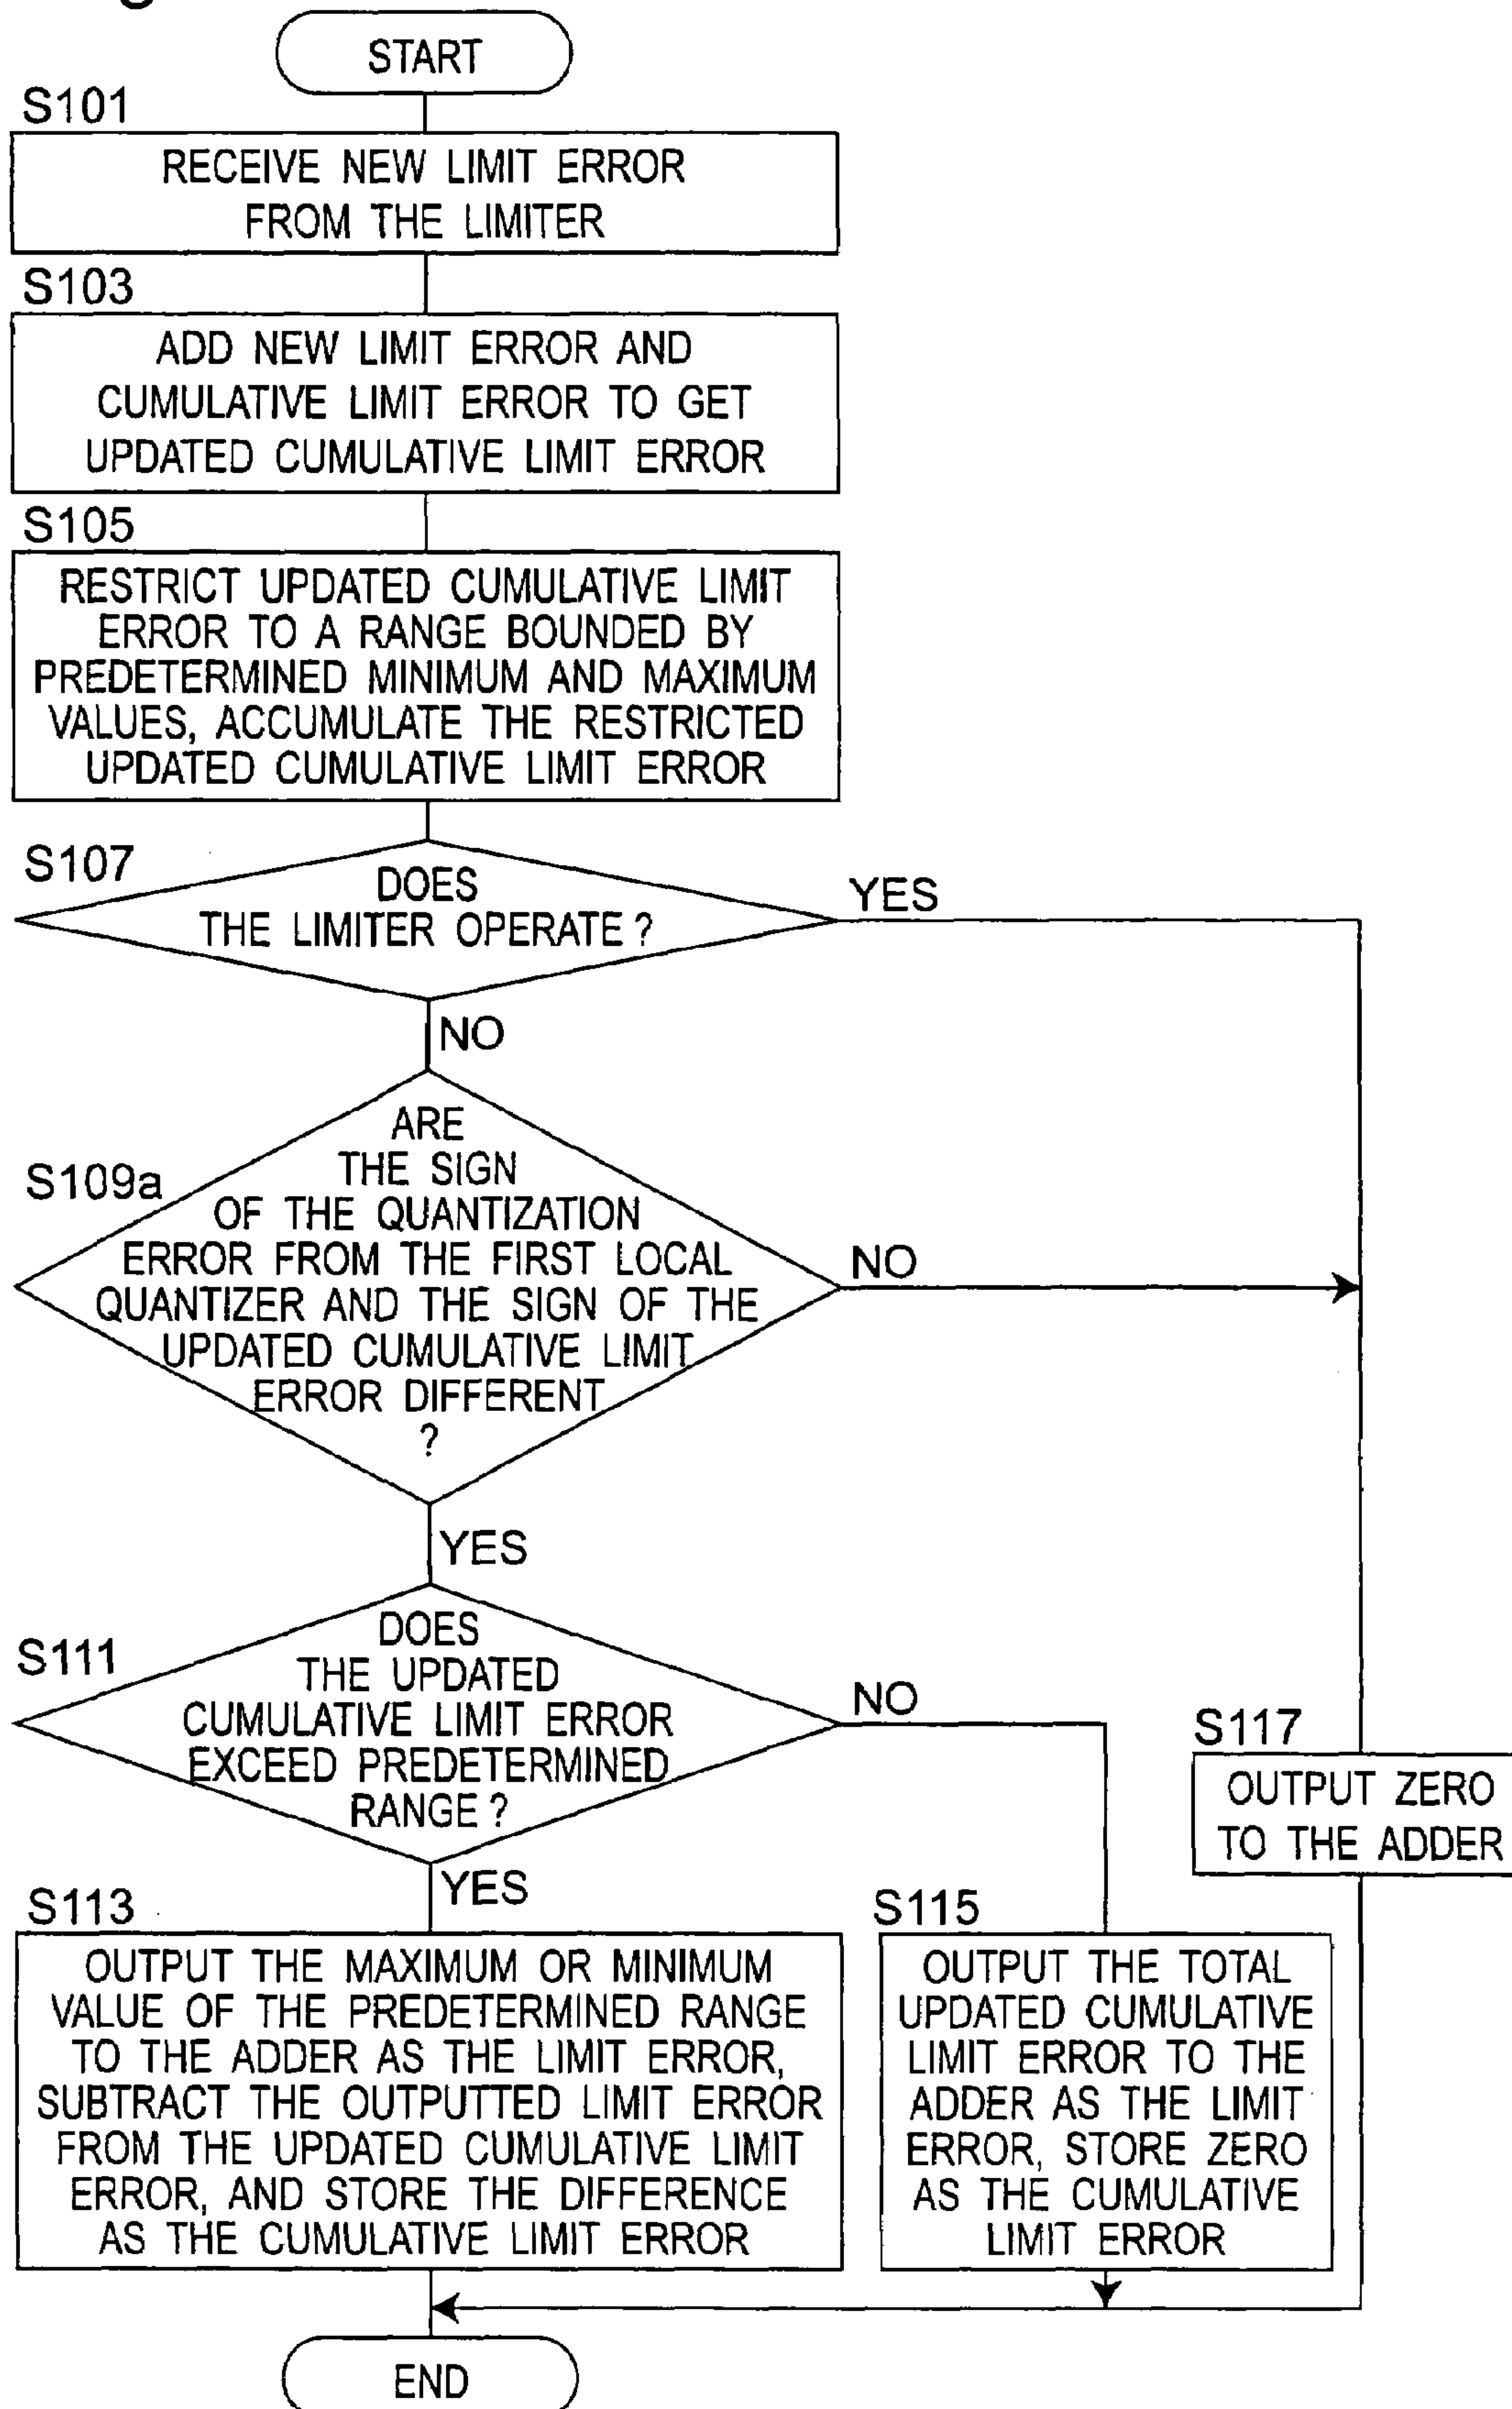 START
S101
RECEIVE NEW LIMIT ERROR
FROM THE LIMITER
S103
ADD NEW LIMIT ERROR AND
CUMULATIVE LIMIT ERROR TO GET
UPDATED CUMULATIVE LIMIT ERROR
S105
RESTRICT UPDATED CUMULATIVE LIMIT
ERROR TO A RANGE BOUNDED BY
PREDETERMINED MINIMUM AND MAXIMUM
VALUES, ACCUMULATE THE RESTRICTED
UPDATED CUMULATIVE LIMIT ERROR
S107
DOES
THE LIMITER OPERATE ?
YES
NO
S109a
ARE
THE SIGN
OF THE QUANTIZATION
ERROR FROM THE FIRST LOCAL
QUANTIZER AND THE SIGN OF THE
UPDATED CUMULATIVE LIMIT
ERROR DIFFERENT
?
NO
YES
S111
DOES
THE UPDATED
CUMULATIVE LIMIT ERROR
EXCEED PREDETERMINED
RANGE ?
NO
YES
S117
OUTPUT ZERO
TO THE ADDER
S113
OUTPUT THE MAXIMUM OR MINIMUM
VALUE OF THE PREDETERMINED RANGE
TO THE ADDER AS THE LIMIT ERROR,
SUBTRACT THE OUTPUTTED LIMIT ERROR
FROM THE UPDATED CUMULATIVE LIMIT
ERROR, AND STORE THE DIFFERENCE
AS THE CUMULATIVE LIMIT ERROR
S115
OUTPUT THE TOTAL
UPDATED CUMULATIVE
LIMIT ERROR TO THE
ADDER AS THE LIMIT
ERROR, STORE ZERO
AS THE CUMULATIVE
LIMIT ERROR
END